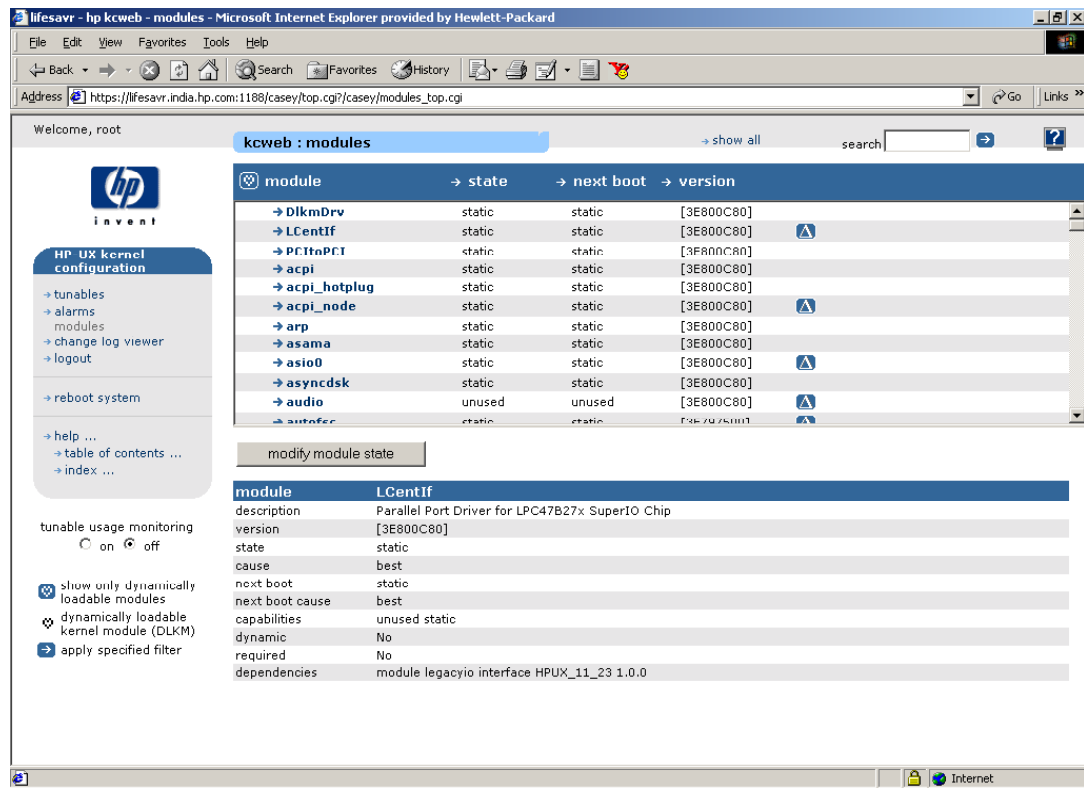 lifesavr - hp kcweb - modules - Microsoft Internet Explorer provided by Hewlett-Packard
File Edit View Favorites Tools Help
Back Search Favorites History
Address https://lifesavr.india.hp.com:1188/casey/top.cgi?/casey/modules_top.cgi Go Links »
Welcome, root
kcweb : modules show all search
hp
invent
HP-UX kernel
configuration
tunables
alarms
modules
change log viewer
logout
reboot system
help ...
table of contents ...
index ...
tunable usage monitoring
on off
show only dynamically
loadable modules
dynamically loadable
kernel module (DLKM)
apply specified filter
module state next boot version
DlkmDrv static static [3E800C80]
LCentIf static static [3E800C80]
PCItoPCI static static [3E800C80]
acpi static static [3E800C80]
acpi_hotplug static static [3E800C80]
acpi_node static static [3E800C80]
arp static static [3E800C80]
asama static static [3E800C80]
asio0 static static [3E800C80]
asyncdsk static static [3E800C80]
audio unused unused [3E800C80]
autofsc static static [3E797500]
modify module state
module LCentIf
description Parallel Port Driver for LPC47B27x SuperIO Chip
version [3E800C80]
state static
cause best
next boot static
next boot cause best
capabilities unused static
dynamic No
required No
dependencies module legacyio interface HPUX_11_23 1.0.0
Internet